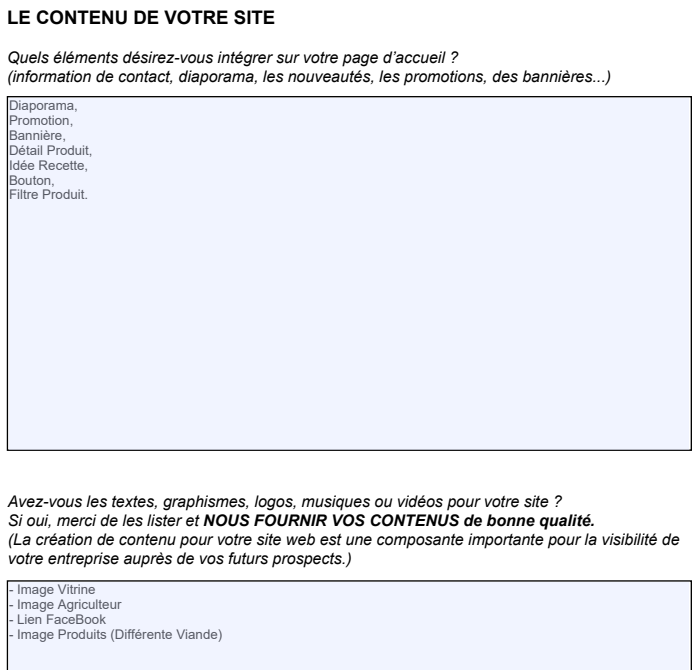 LE CONTENU DE VOTRE SITE
Quels éléments désirez-vous intégrer sur votre page d'accueil ?
(information de contact, diaporama, les nouveautés, les promotions, des bannières...)
Diaporama,
Promotion,
Bannière,
Détail Produit,
Idée Recette,
Bouton,
Filtre Produit.
Avez-vous les textes, graphismes, logos, musiques ou vidéos pour votre site ?
Si oui, merci de les lister et NOUS FOURNIR VOS CONTENUS de bonne qualité.
(La création de contenu pour votre site web est une composante importante pour la visibilité de
votre entreprise auprès de vos futurs prospects.)
- Image Vitrine
- Image Agriculteur
- Lien FaceBook
- Image Produits (Différente Viande)